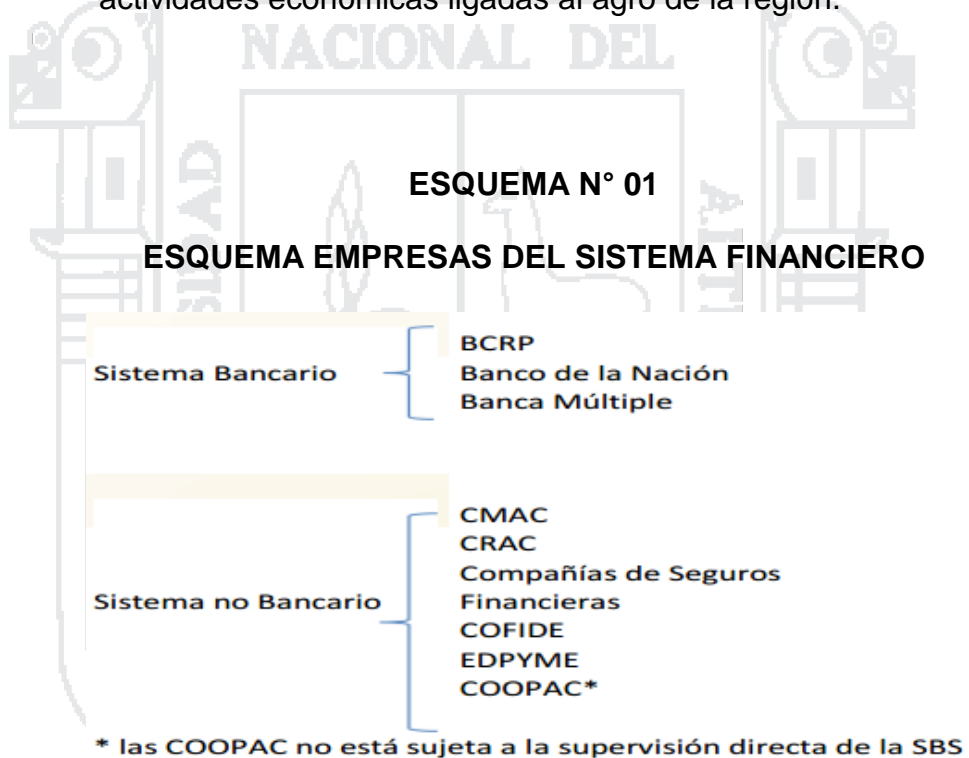 actividades económicas ligadas al agro de la región.
NACIONAL DEL
ESQUEMA N° 01
ESQUEMA EMPRESAS DEL SISTEMA FINANCIERO
Sistema Bancario
BCRP
Banco de la Nación
Banca Múltiple
Sistema no Bancario
CMAC
CRAC
Compañías de Seguros
Financieras
COFIDE
EDPYME
COOPAC*
* las COOPAC no está sujeta a la supervisión directa de la SBS